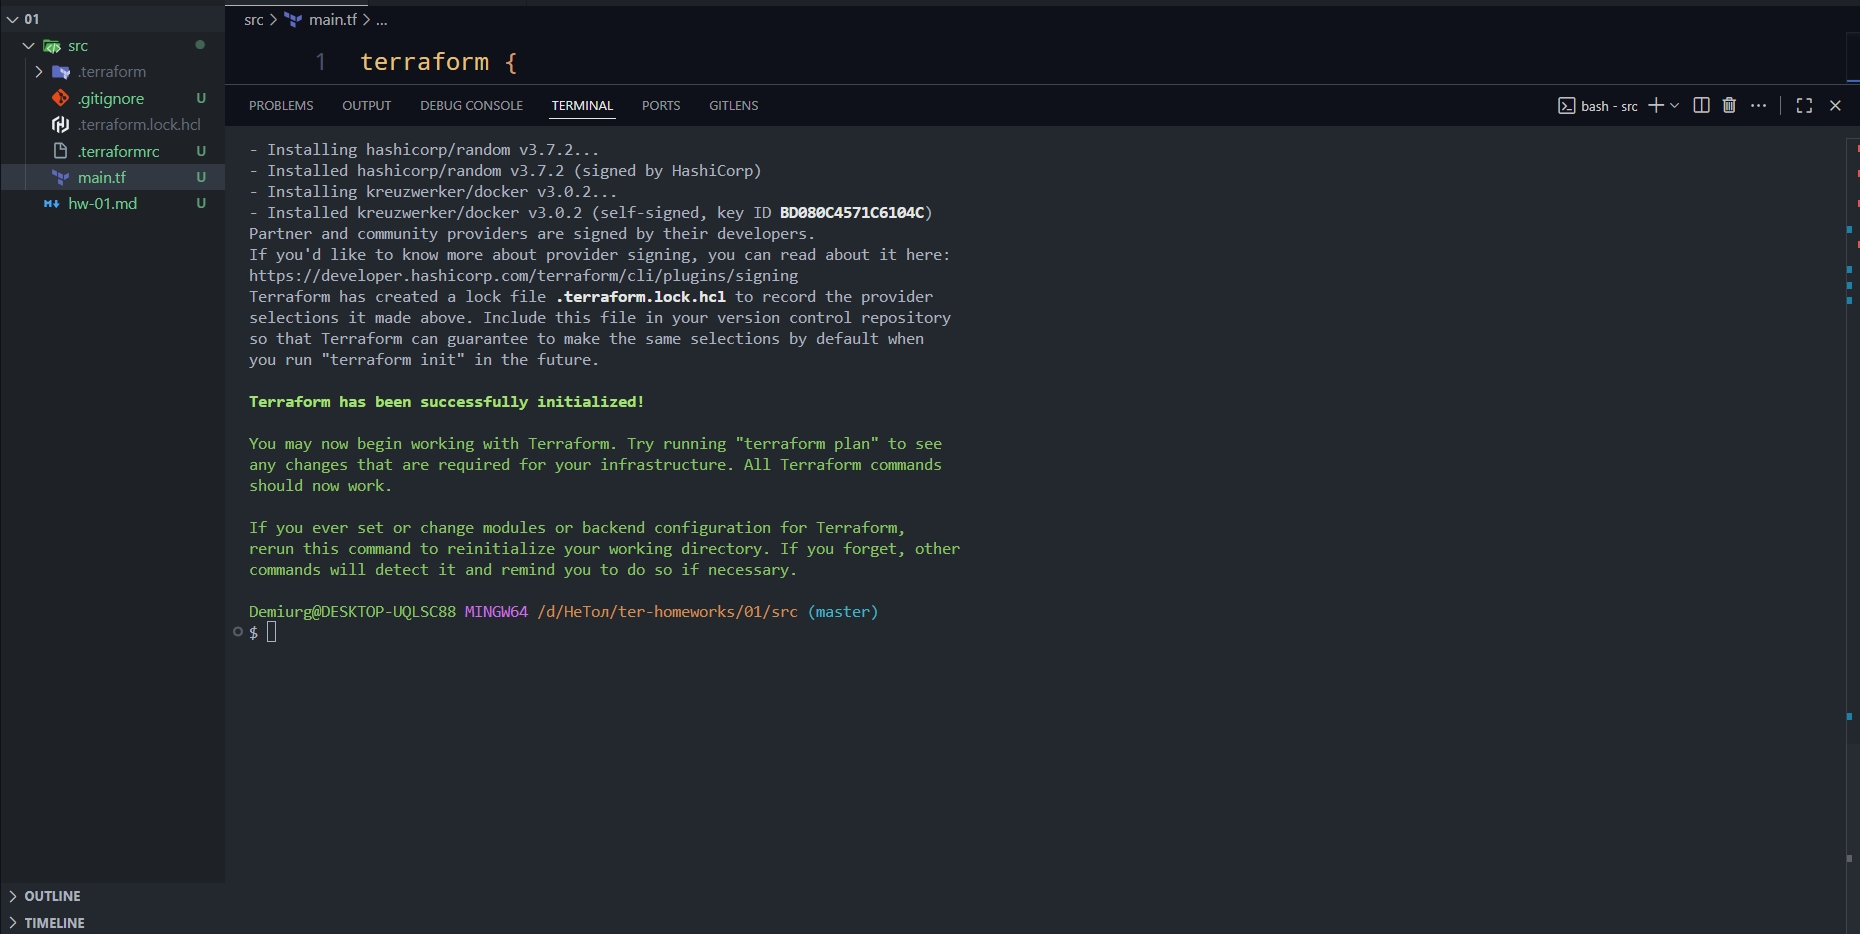 01
src
.terraform
.gitignore U
.terraform.lock.hcl
.terraformrc U
main.tf U
hw-01.md U
OUTLINE
TIMELINE
src > main.tf > ...
1 terraform {
PROBLEMS OUTPUT DEBUG CONSOLE TERMINAL PORTS GITLENS bash - src
- Installing hashicorp/random v3.7.2...
- Installed hashicorp/random v3.7.2 (signed by HashiCorp)
- Installing kreuzwerker/docker v3.0.2...
- Installed kreuzwerker/docker v3.0.2 (self-signed, key ID BD080C4571C6104C)
Partner and community providers are signed by their developers.
If you'd like to know more about provider signing, you can read about it here:
https://developer.hashicorp.com/terraform/cli/plugins/signing
Terraform has created a lock file .terraform.lock.hcl to record the provider
selections it made above. Include this file in your version control repository
so that Terraform can guarantee to make the same selections by default when
you run "terraform init" in the future.
Terraform has been successfully initialized!
You may now begin working with Terraform. Try running "terraform plan" to see
any changes that are required for your infrastructure. All Terraform commands
should now work.
If you ever set or change modules or backend configuration for Terraform,
rerun this command to reinitialize your working directory. If you forget, other
commands will detect it and remind you to do so if necessary.
Demiurg@DESKTOP-UQLSC88 MINGW64 /d/НеТол/ter-homeworks/01/src (master)
$